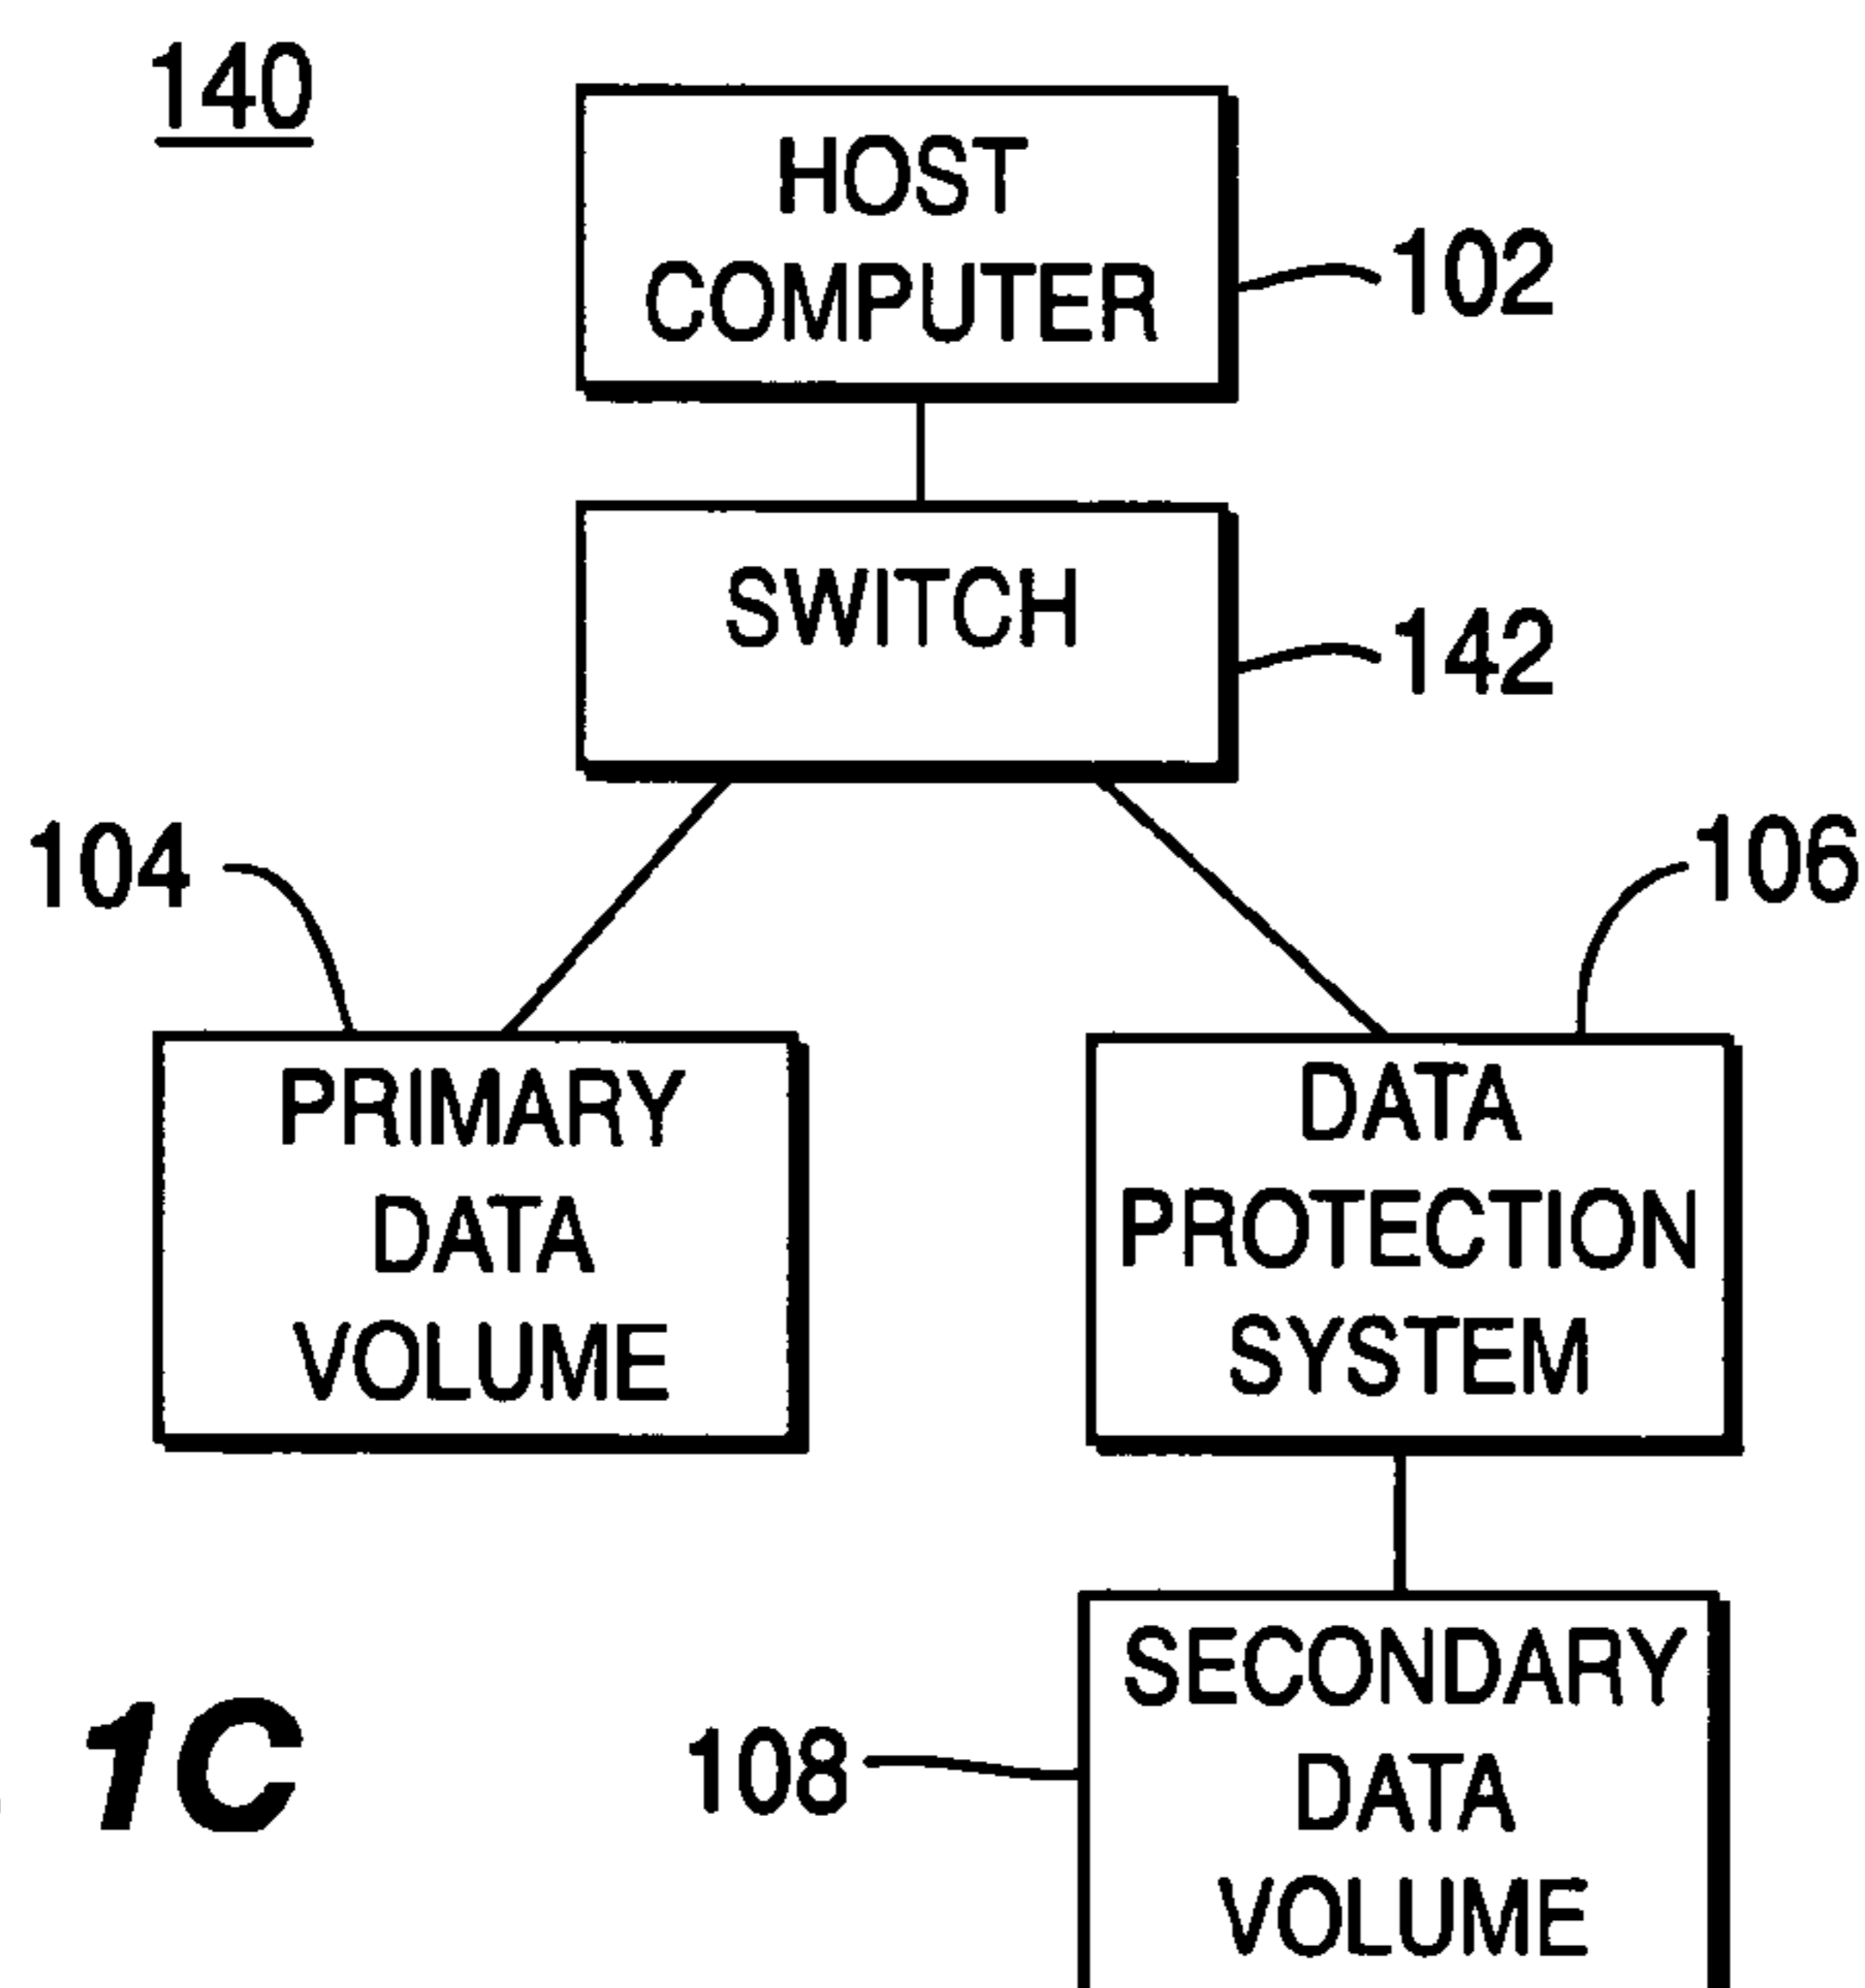 140
HOST
COMPUTER
102
SWITCH
142
104
106
PRIMARY
DATA
VOLUME
DATA
PROTECTION
SYSTEM
1C
108
SECONDARY
DATA
VOLUME